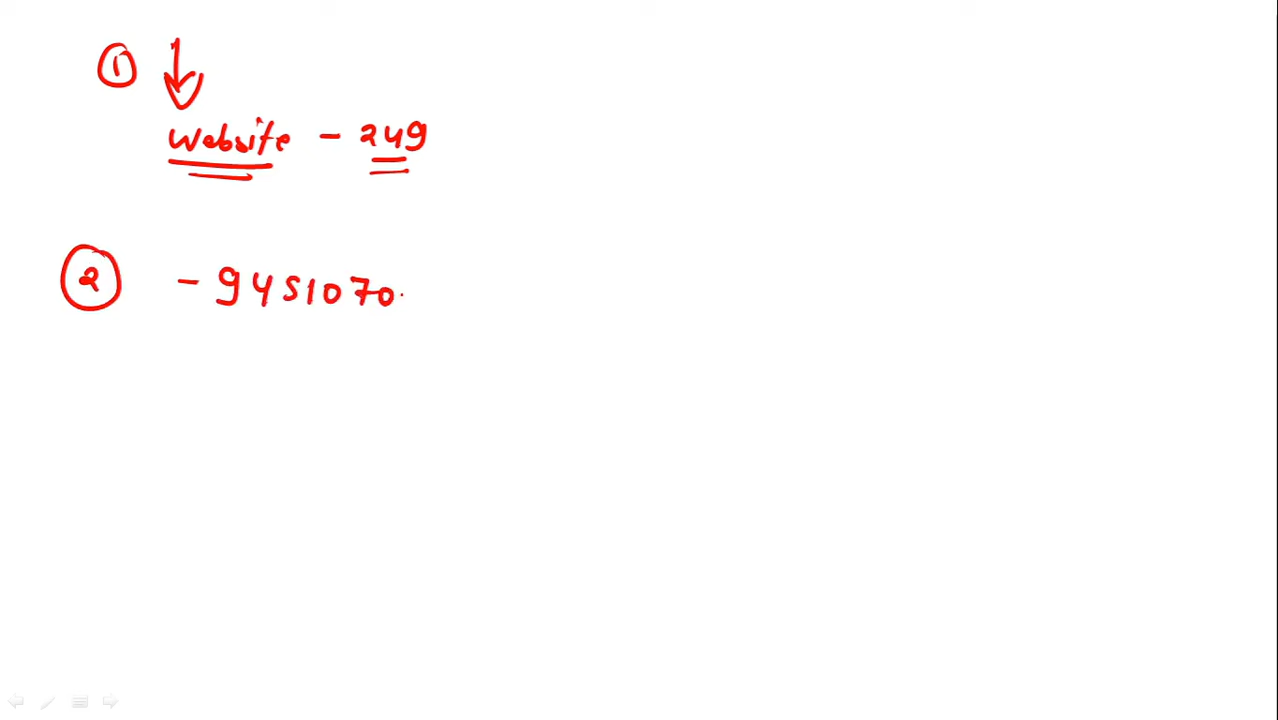 ① ↓
Website - 249
② - 9451070